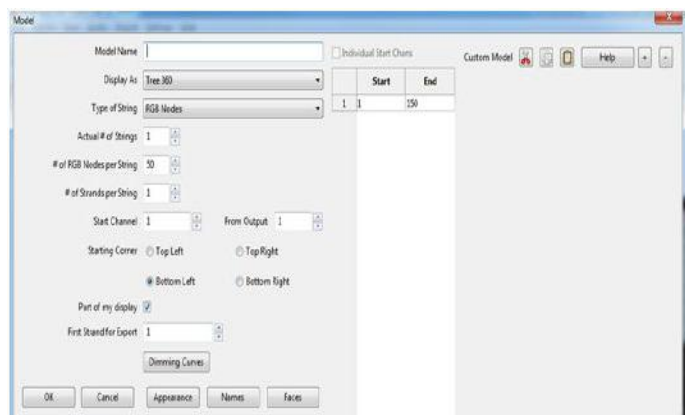 Model
Model Name
Individual Start Chans
Custom Model
Help
+
-
Display As
Tree 360
Start
End
1
1
150
Type of String
RGB Nodes
Actual # of Strings
1
# of RGB Nodes per String
50
# of Strands per String
1
Start Channel
1
From Output
1
Starting Corner
Top Left
Top Right
Bottom Left
Bottom Right
Part of my display
First Strand for Export
1
Dimming Curves
OK
Cancel
Appearance
Names
Faces